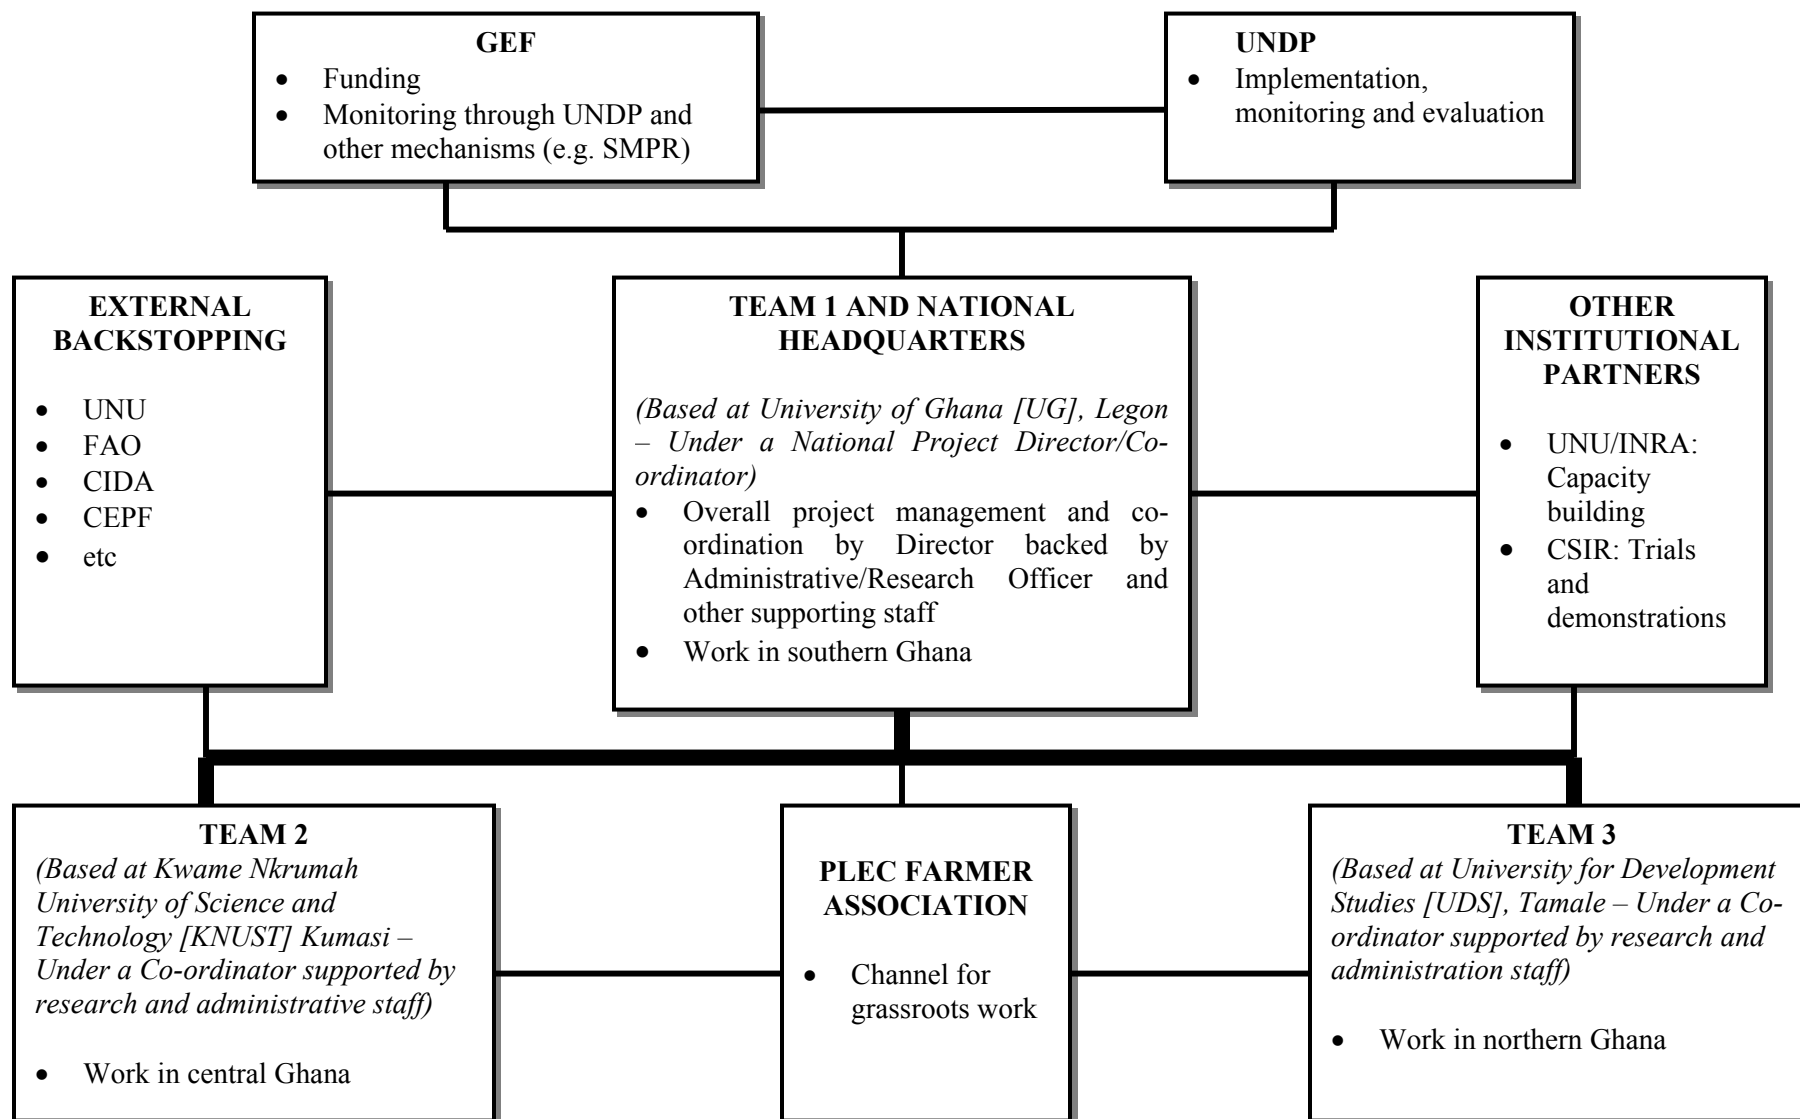 GEF
• Funding
• Monitoring through UNDP and
other mechanisms (e.g. SMPR)
UNDP
• Implementation,
monitoring and evaluation
EXTERNAL
BACKSTOPPING
• UNU
• FAO
• CIDA
• CEPF
• etc
TEAM 1 AND NATIONAL
HEADQUARTERS
(Based at University of Ghana [UG], Legon
– Under a National Project Director/Co-
ordinator)
• Overall project management and co-
ordination by Director backed by
Administrative/Research Officer and
other supporting staff
• Work in southern Ghana
OTHER
INSTITUTIONAL
PARTNERS
• UNU/INRA:
Capacity
building
• CSIR: Trials
and
demonstrations
TEAM 2
(Based at Kwame Nkrumah
University of Science and
Technology [KNUST] Kumasi –
Under a Co-ordinator supported by
research and administrative staff)
• Work in central Ghana
PLEC FARMER
ASSOCIATION
• Channel for
grassroots work
TEAM 3
(Based at University for Development
Studies [UDS], Tamale – Under a Co-
ordinator supported by research and
administration staff)
• Work in northern Ghana